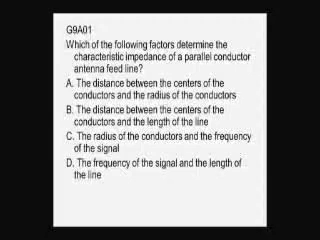 G9A01
Which of the following factors determine the
characteristic impedance of a parallel conductor
antenna feed line?
A. The distance between the centers of the
conductors and the radius of the conductors
B. The distance between the centers of the
conductors and the length of the line
C. The radius of the conductors and the frequency
of the signal
D. The frequency of the signal and the length of
the line